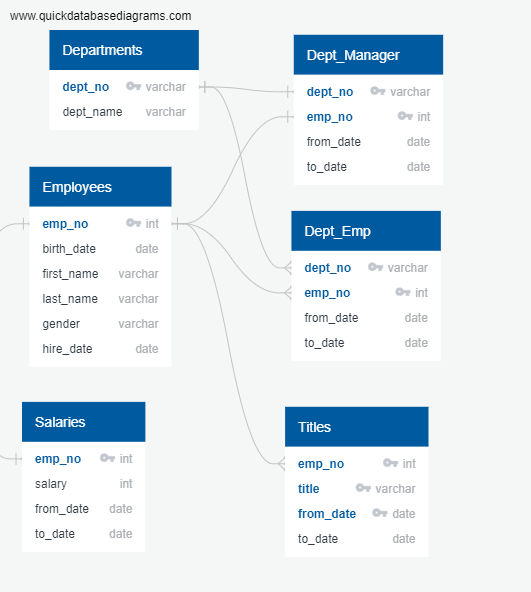 www.quickdatabasediagrams.com
Departments
dept_no varchar
dept_name varchar
Dept_Manager
dept_no varchar
emp_no int
from_date date
to_date date
Employees
emp_no int
birth_date date
first_name varchar
last_name varchar
gender varchar
hire_date date
Dept_Emp
dept_no varchar
emp_no int
from_date date
to_date date
Salaries
emp_no int
salary int
from_date date
to_date date
Titles
emp_no int
title varchar
from_date date
to_date date